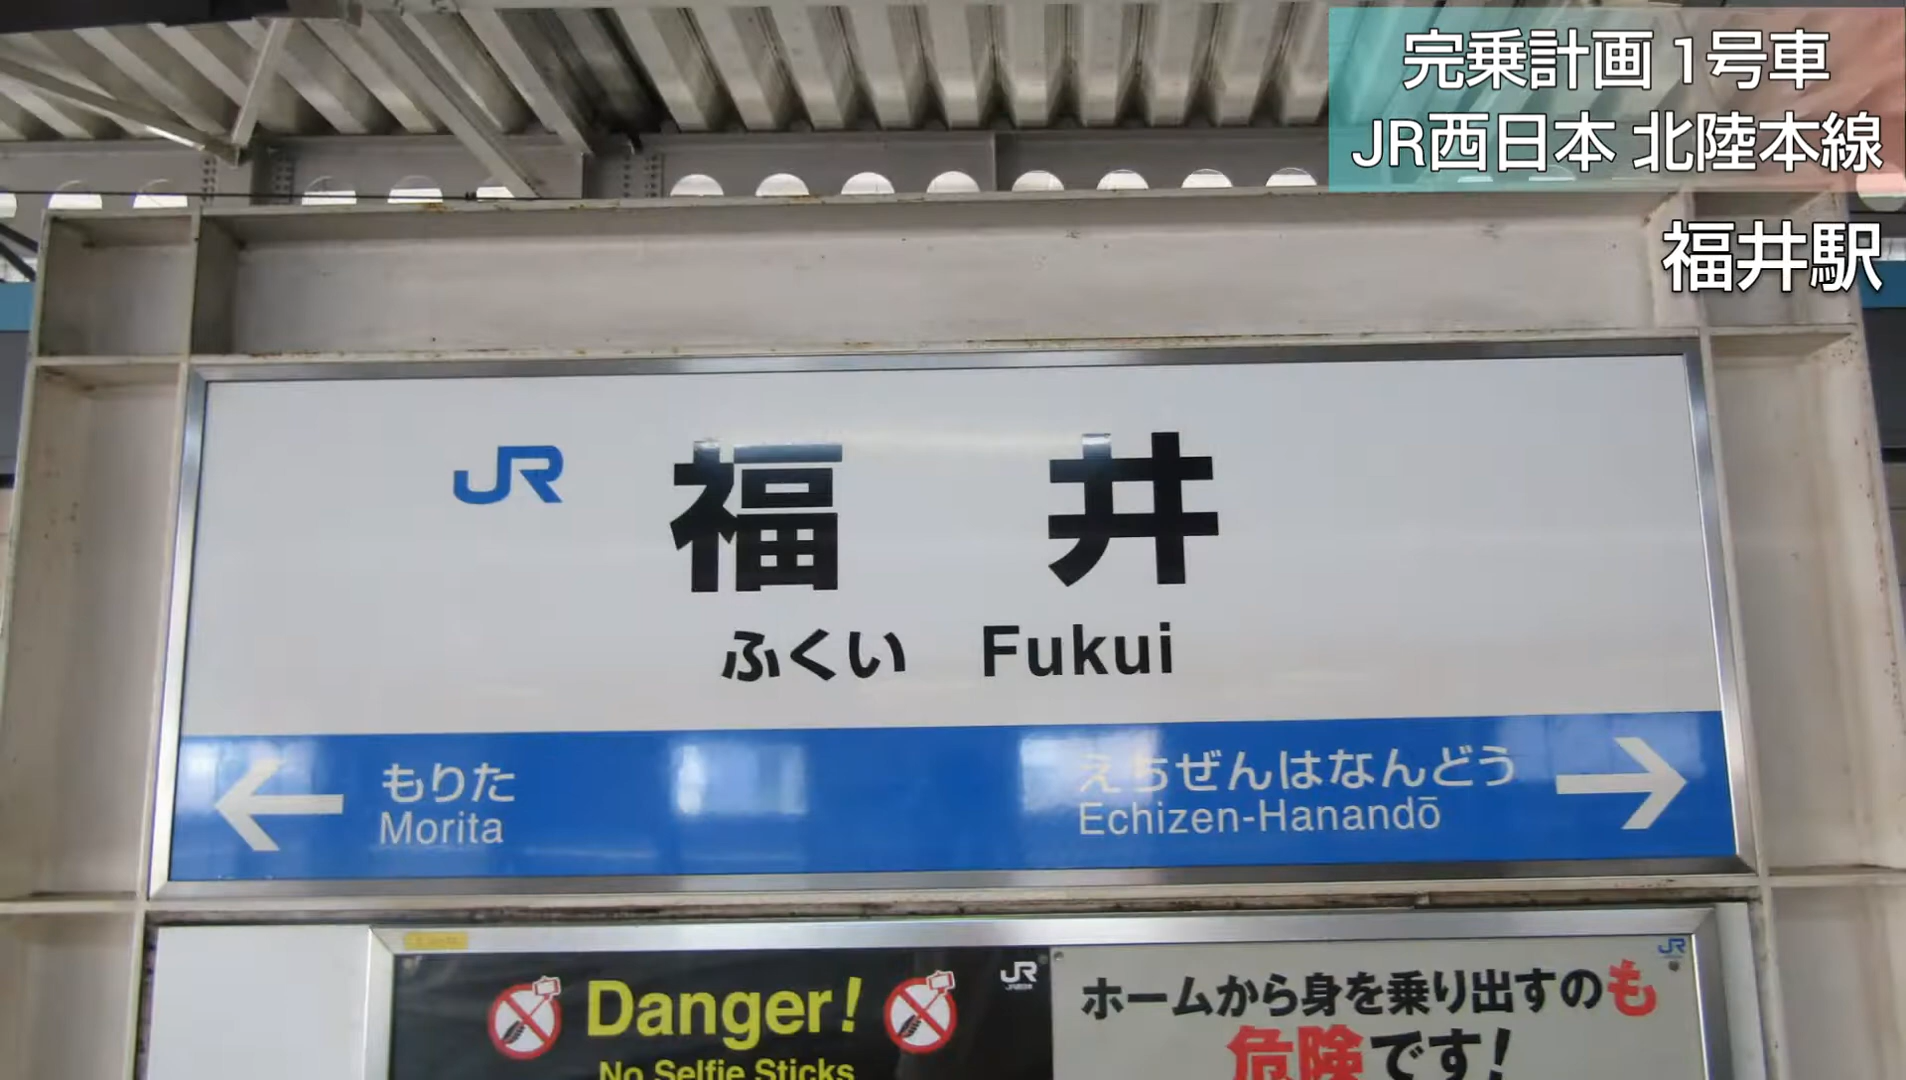 完乗計画 1号車
JR西日本 北陸本線
福井駅
JR 福井
ふくい Fukui
もりた
Morita
えちぜんはなんどう
Echizen-Hanandō
Danger!
No Selfie Sticks
JR
ホームから身を乗り出すのも
危険です!
JR